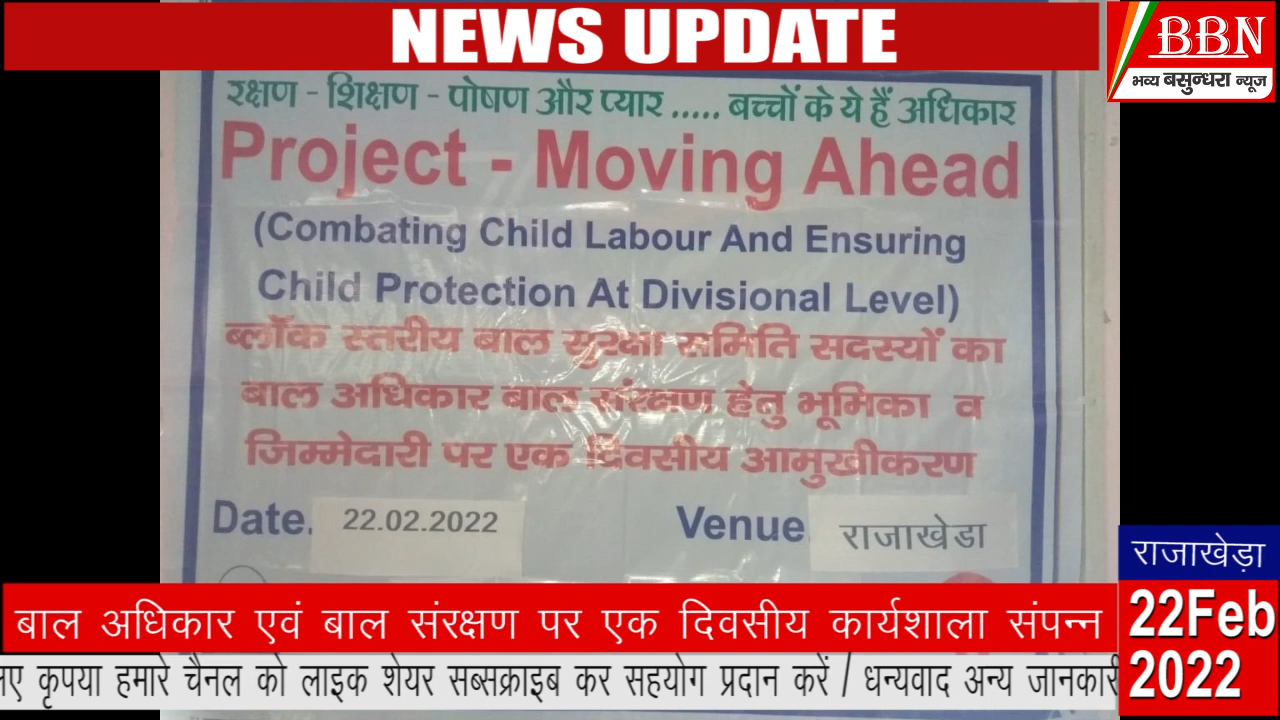 NEWS UPDATE
BBN
भव्य बसुन्धरा न्यूज
रक्षण - शिक्षण - पोषण और प्यार ..... बच्चों के ये हैं अधिकार
Project - Moving Ahead
(Combating Child Labour And Ensuring
Child Protection At Divisional Level)
ब्लॉक स्तरीय बाल सुरक्षा समिति सदस्यों का
बाल अधिकार बाल संरक्षण हेतु भूमिका व
जिम्मेदारी पर एक दिवसीय आमुखीकरण
Date. 22.02.2022 Venue. राजाखेडा
राजाखेड़ा
बाल अधिकार एवं बाल संरक्षण पर एक दिवसीय कार्यशाला संपन्न
22Feb
2022
कृपया हमारे चैनल को लाइक शेयर सब्सक्राइब कर सहयोग प्रदान करें / धन्यवाद अन्य जानकारी